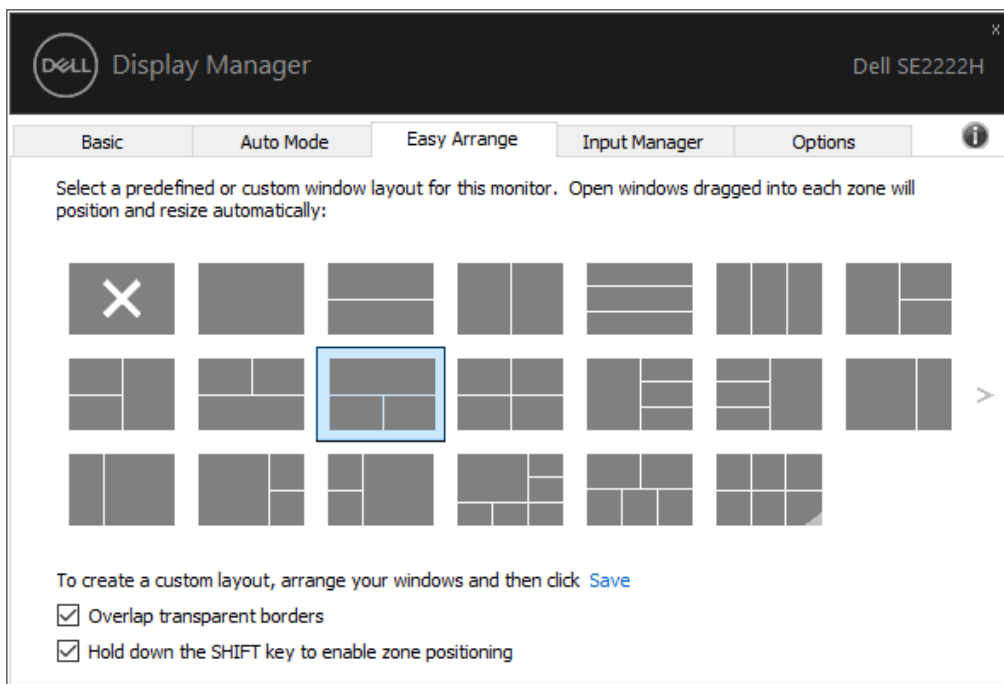 x
DELL Display Manager
Dell SE2222H
Basic Auto Mode Easy Arrange Input Manager Options
Select a predefined or custom window layout for this monitor. Open windows dragged into each zone will
position and resize automatically:
>
To create a custom layout, arrange your windows and then click Save
Overlap transparent borders
Hold down the SHIFT key to enable zone positioning